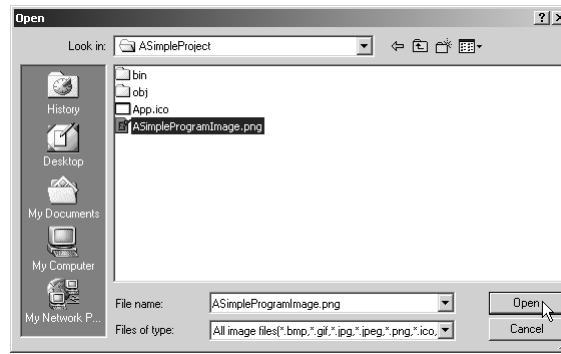 Open
Look in: ASimpleProject
bin
obj
App.ico
ASimpleProgramImage.png
History
Desktop
My Documents
My Computer
My Network P...
File name: ASimpleProgramImage.png Open
Files of type: All image files(*.bmp,*.gif,*.jpg,*.jpeg,*.png,*.ico, Cancel